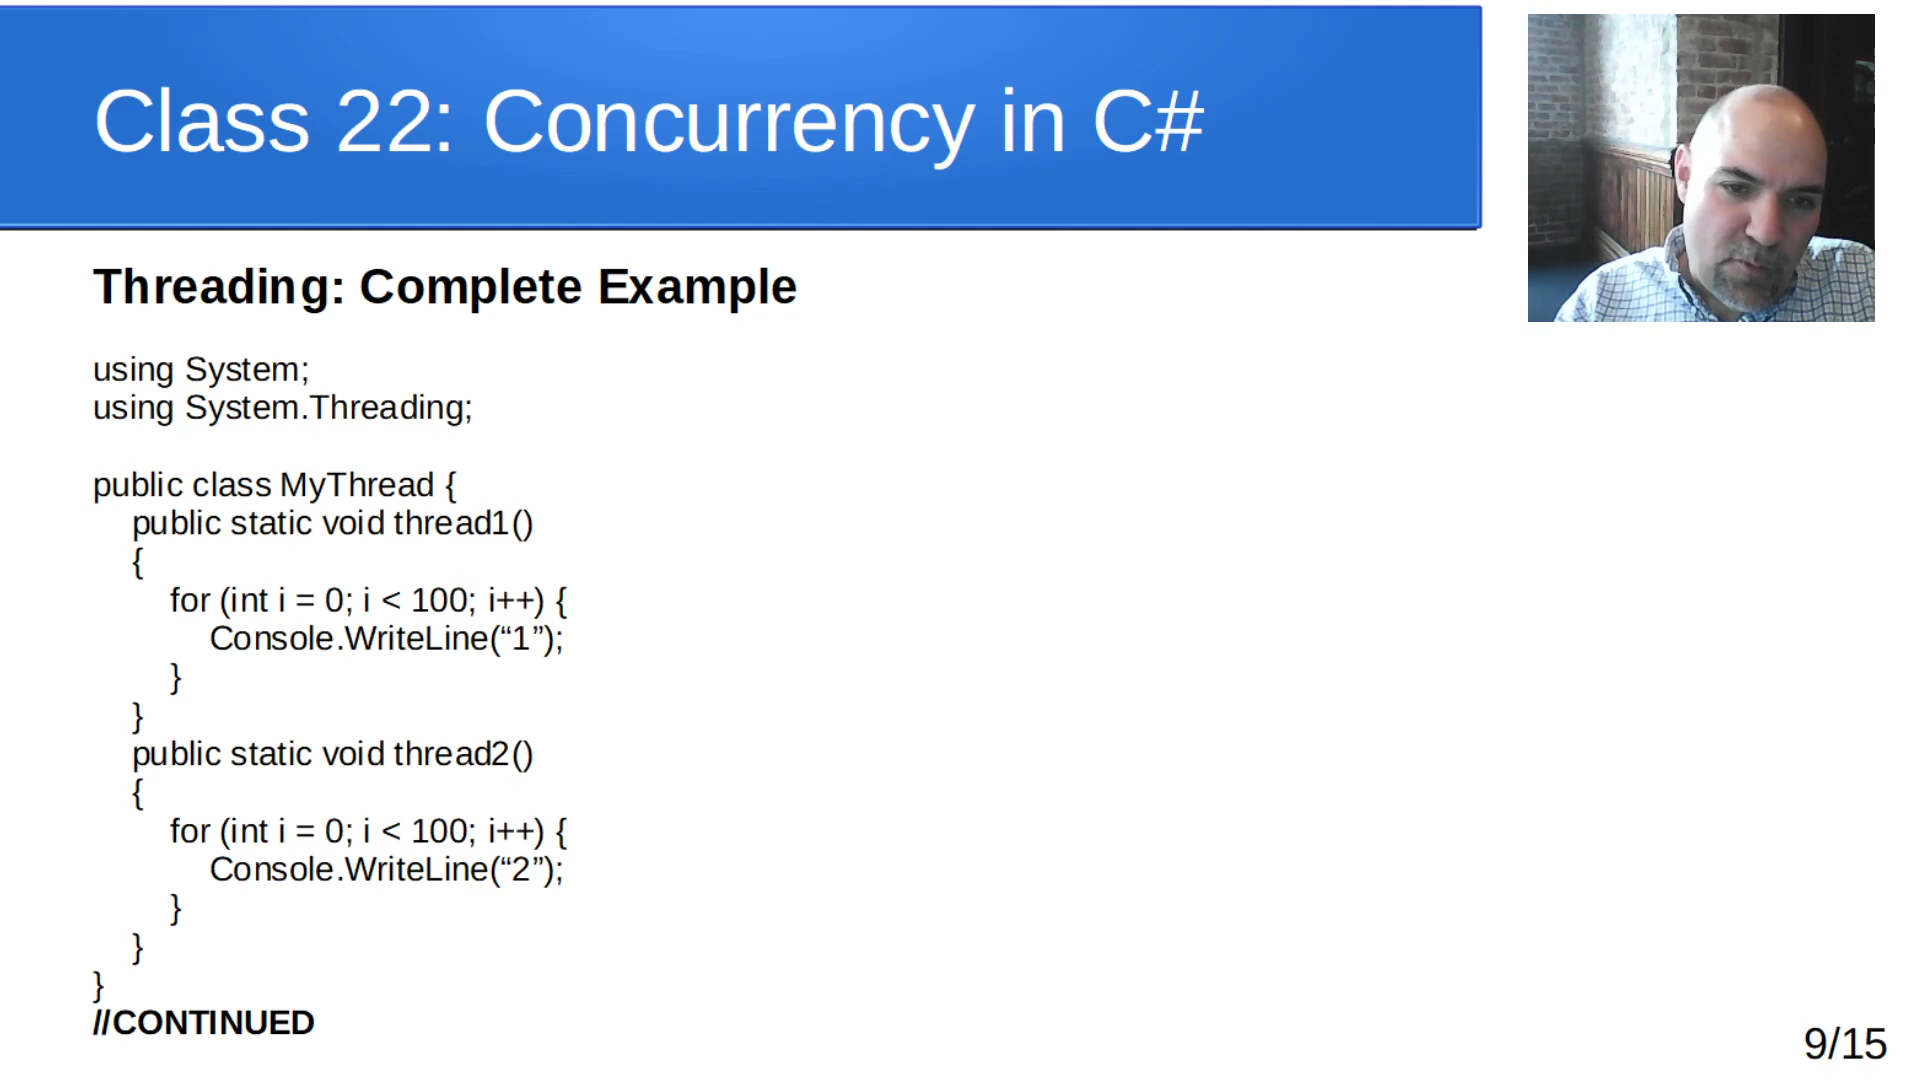 Class 22: Concurrency in C#
Threading: Complete Example
using System;
using System.Threading;
public class MyThread {
public static void thread1()
{
for (int i = 0; i < 100; i++) {
Console.WriteLine(“1”);
}
}
public static void thread2()
{
for (int i = 0; i < 100; i++) {
Console.WriteLine(“2”);
}
}
}
//CONTINUED
9/15